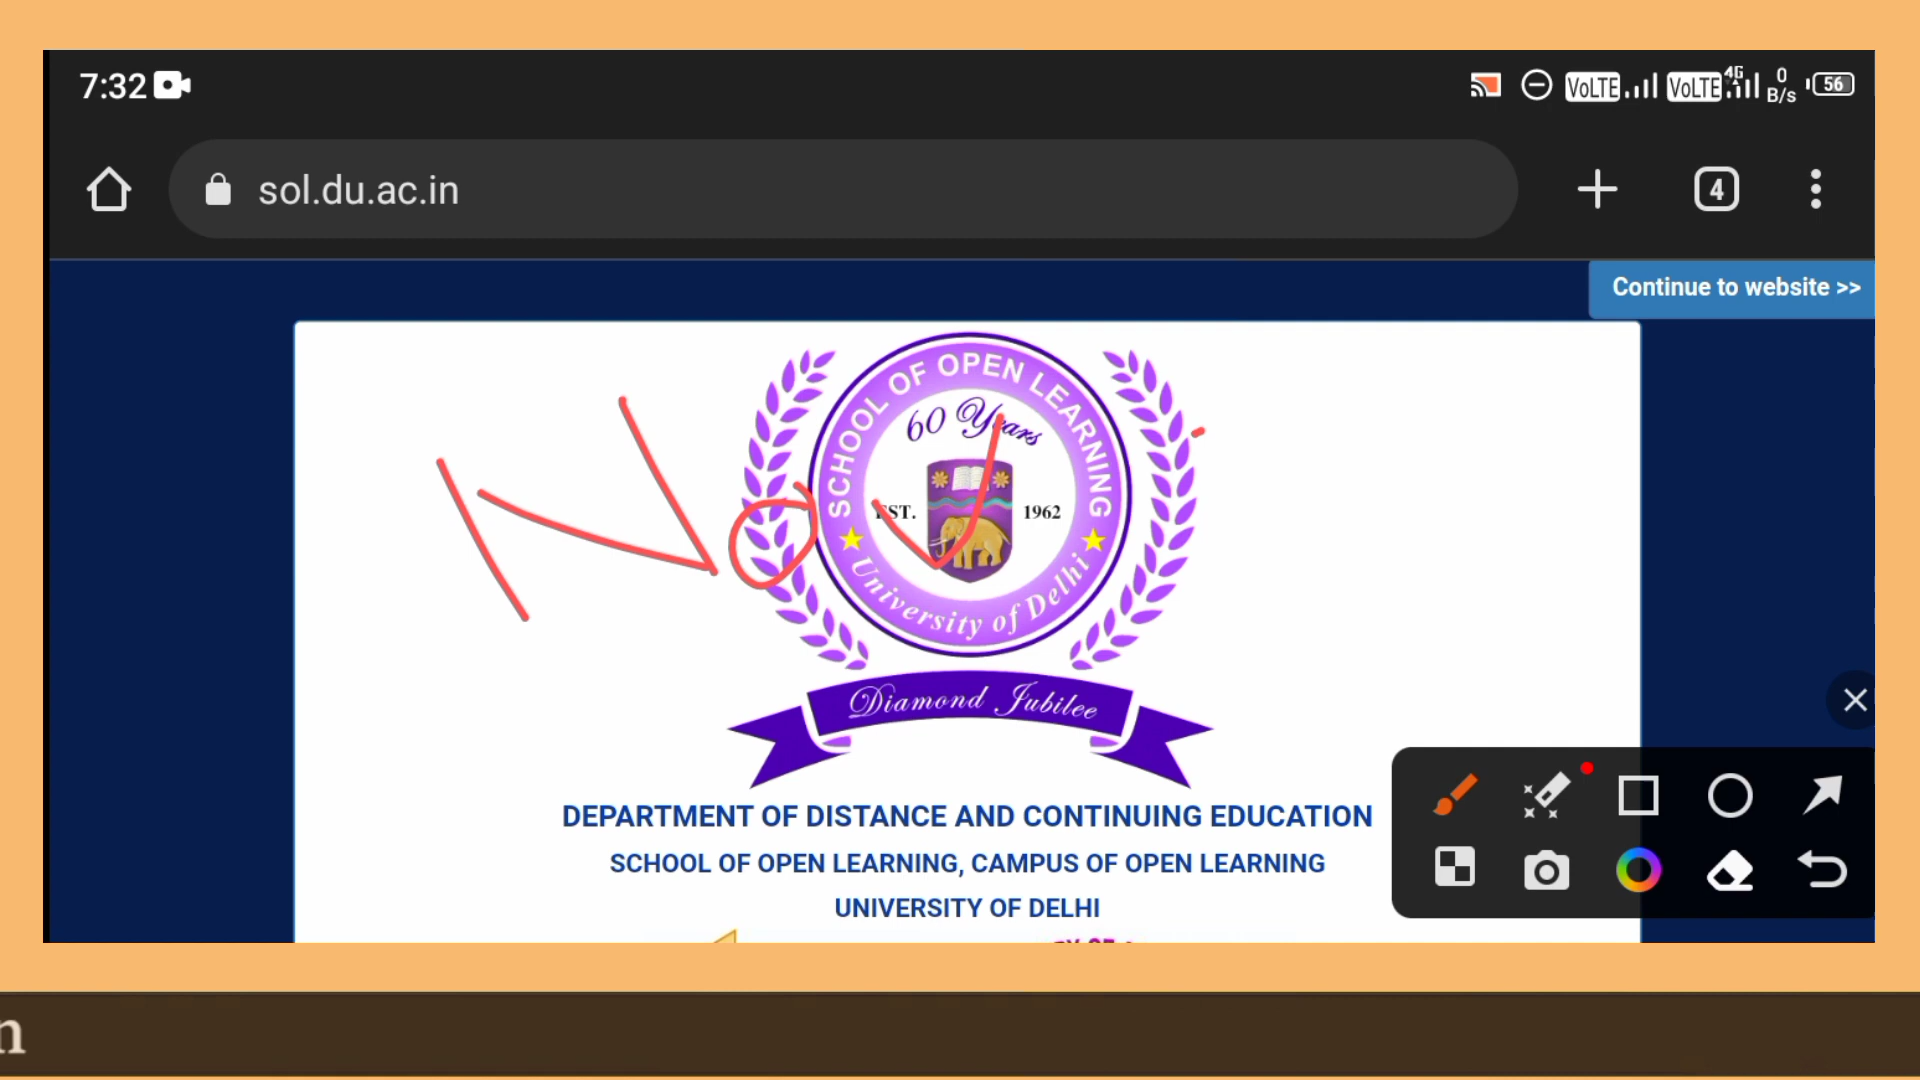 7:32 VoLTE VoLTE 4G 0 B/s 56
sol.du.ac.in 4
Continue to website >>
SCHOOL OF OPEN LEARNING
60 Years
EST. 1962
University of Delhi
Diamond Jubilee
DEPARTMENT OF DISTANCE AND CONTINUING EDUCATION
SCHOOL OF OPEN LEARNING, CAMPUS OF OPEN LEARNING
UNIVERSITY OF DELHI
n